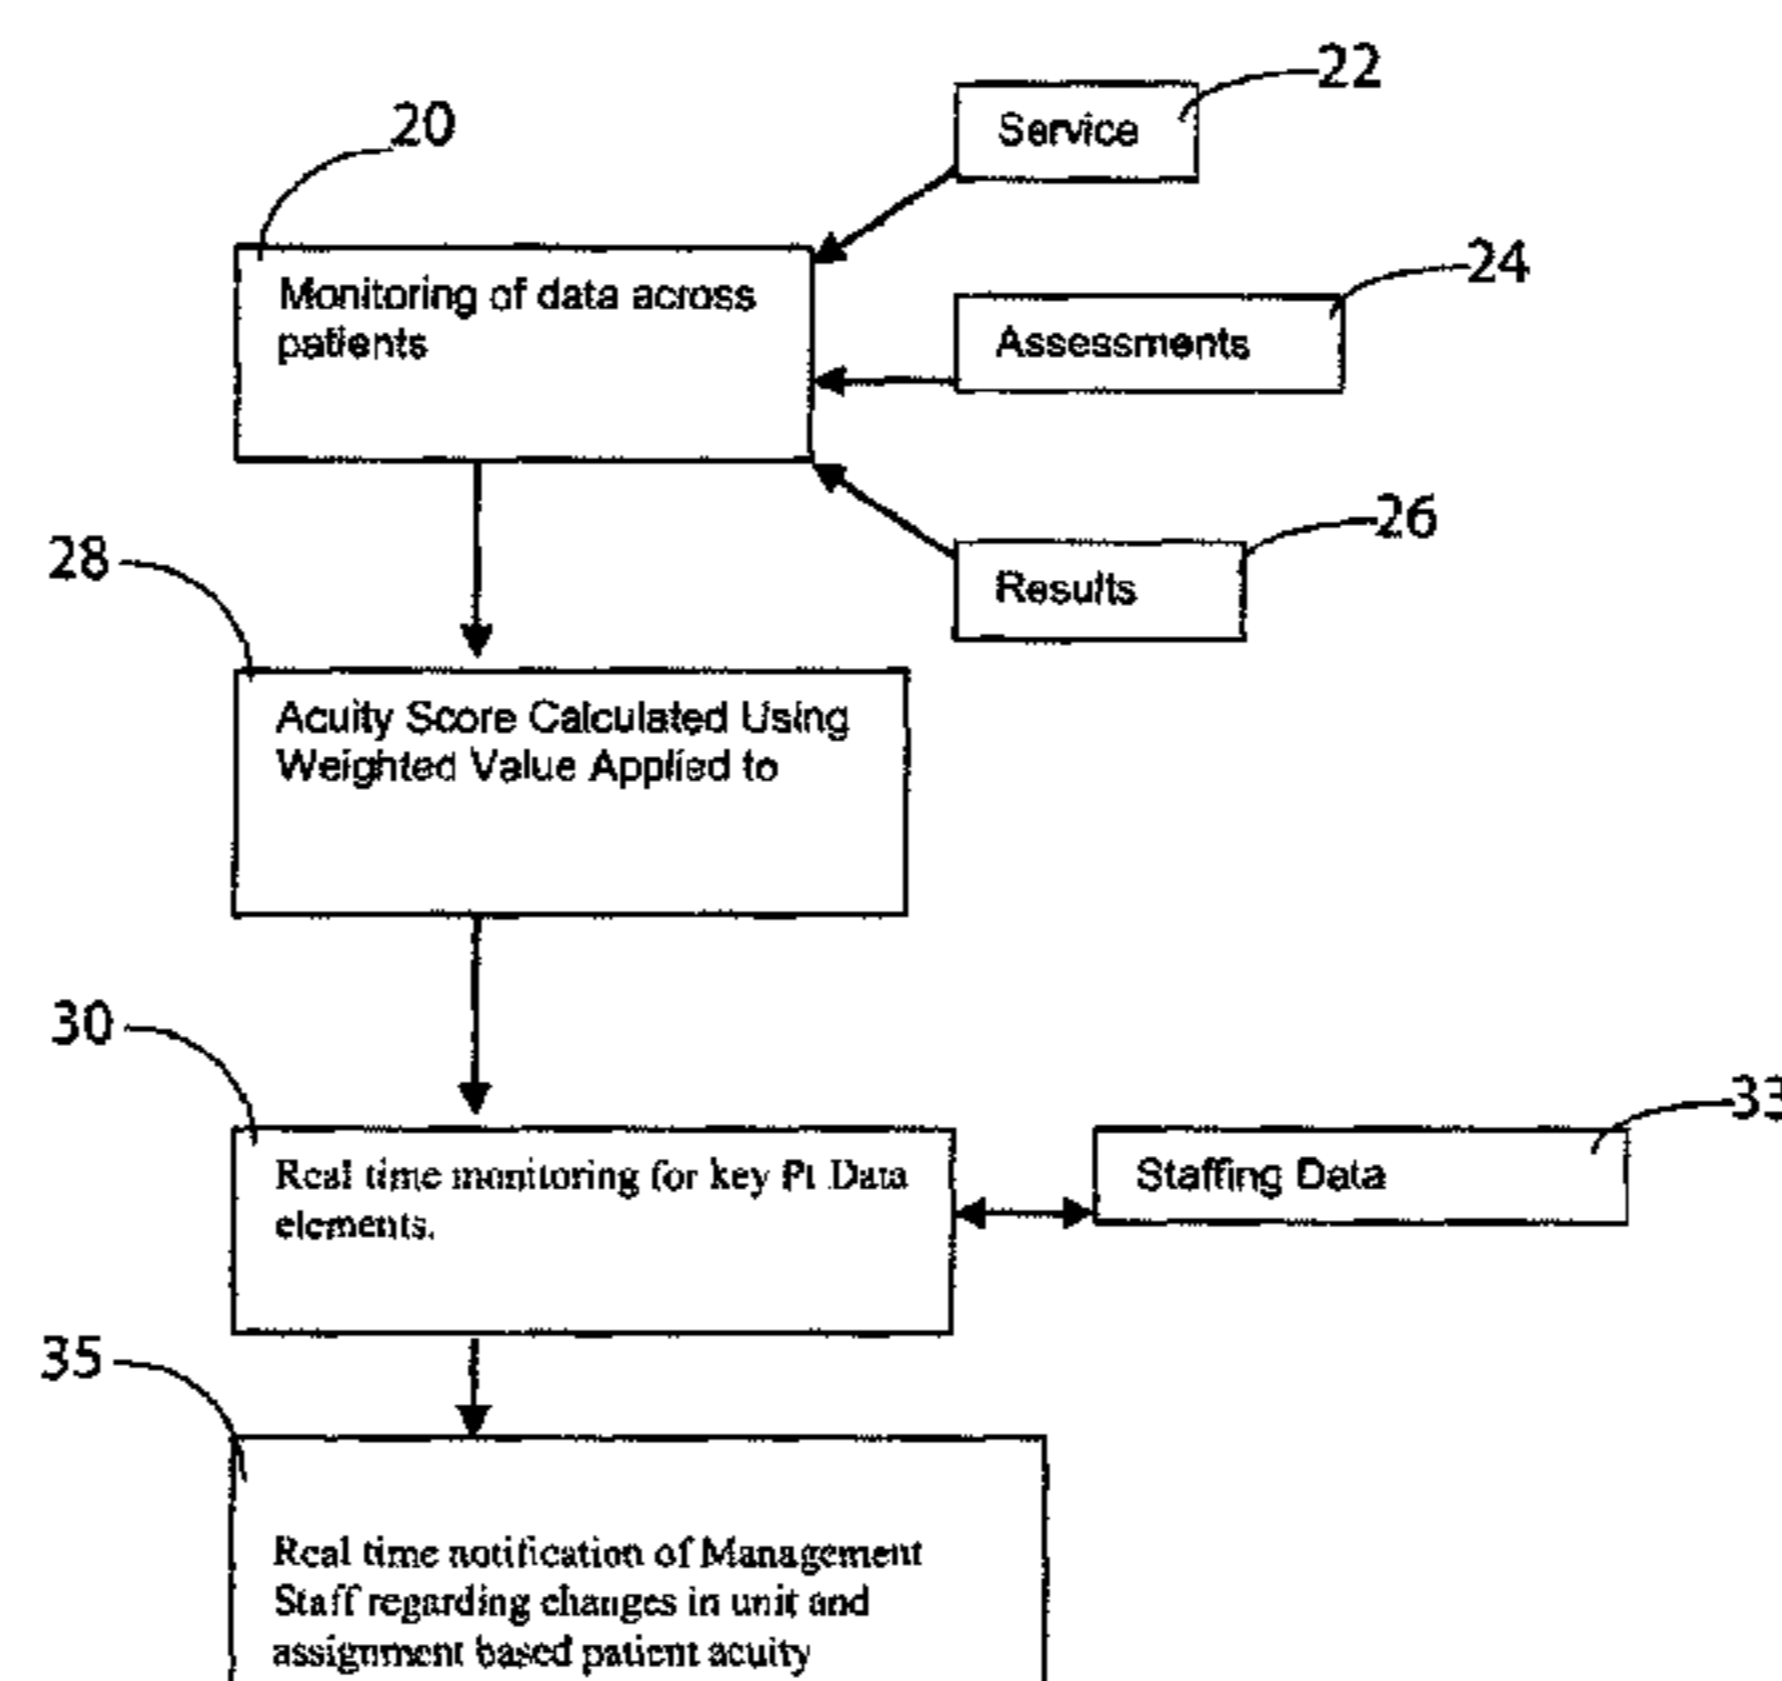 22
20
Service
24
Monitoring of data across
patients
Assessments
26
28
Results
Acuity Score Calculated Using
Weighted Value Applied to
30
33
Real time monitoring for key Pt Data
elements.
Staffing Data
35
Real time notification of Management
Staff regarding changes in unit and
assignment based patient acuity